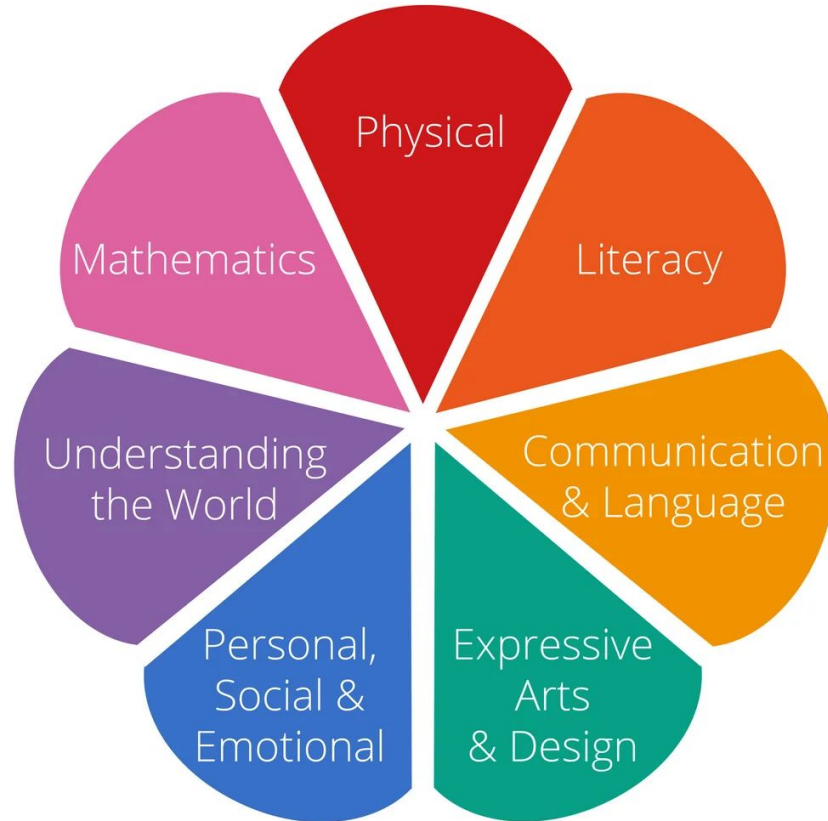 Physical
Literacy
Communication
& Language
Expressive
Arts
& Design
Personal,
Social &
Emotional
Understanding
the World
Mathematics